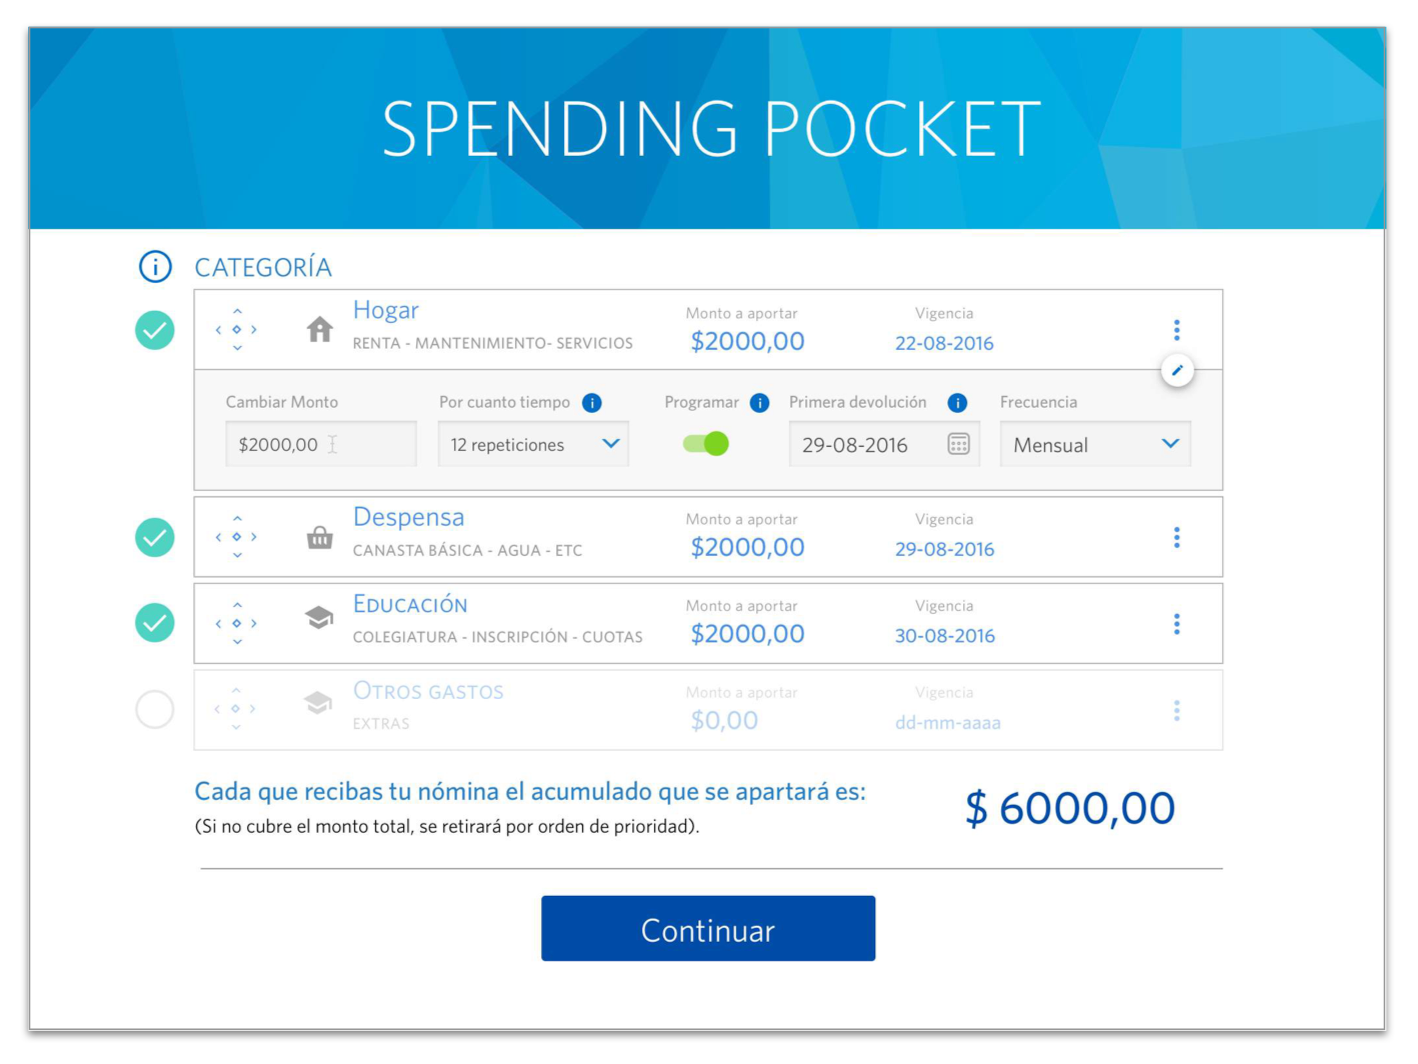 SPENDING POCKET
CATEGORÍA
Hogar
RENTA - MANTENIMIENTO- SERVICIOS
Monto a aportar
$2000,00
Vigencia
22-08-2016
Cambiar Monto
$2000,00
Por cuanto tiempo
12 repeticiones
Programar
Primera devolución
29-08-2016
Frecuencia
Mensual
Despensa
CANASTA BÁSICA - AGUA - ETC
Monto a aportar
$2000,00
Vigencia
29-08-2016
EDUCACIÓN
COLEGIATURA - INSCRIPCIÓN - CUOTAS
Monto a aportar
$2000,00
Vigencia
30-08-2016
OTROS GASTOS
EXTRAS
Monto a aportar
$0,00
Vigencia
dd-mm-aaaa
Cada que recibas tu nómina el acumulado que se apartará es:
(Si no cubre el monto total, se retirará por orden de prioridad).
$ 6000,00
Continuar